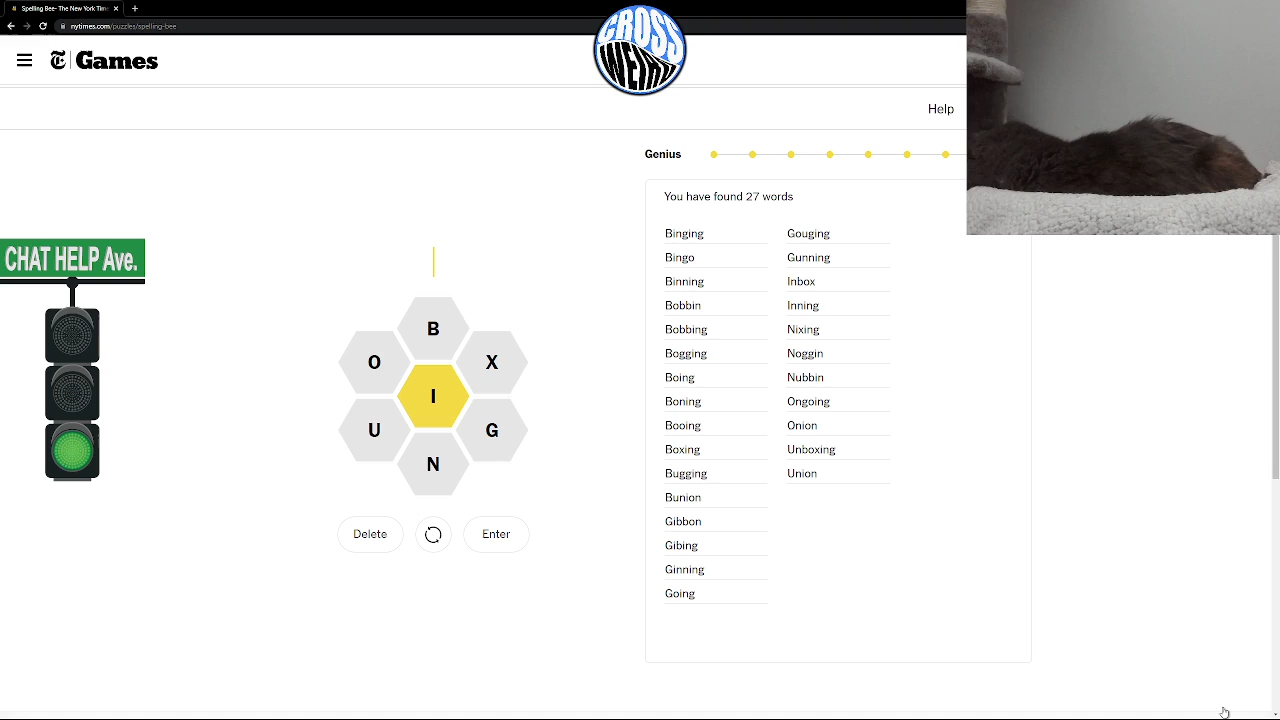 Spelling Bee- The New York Time
nytimes.com/puzzles/spelling-bee
CROSS
T Games
Help
Genius
You have found 27 words
Binging
Bingo
Binning
Bobbin
Bobbing
Bogging
Boing
Boning
Booing
Boxing
Bugging
Bunion
Gibbon
Gibing
Ginning
Going
Gouging
Gunning
Inbox
Inning
Nixing
Noggin
Nubbin
Ongoing
Onion
Unboxing
Union
CHAT HELP Ave.
B
O
X
I
U
G
N
Delete
Enter